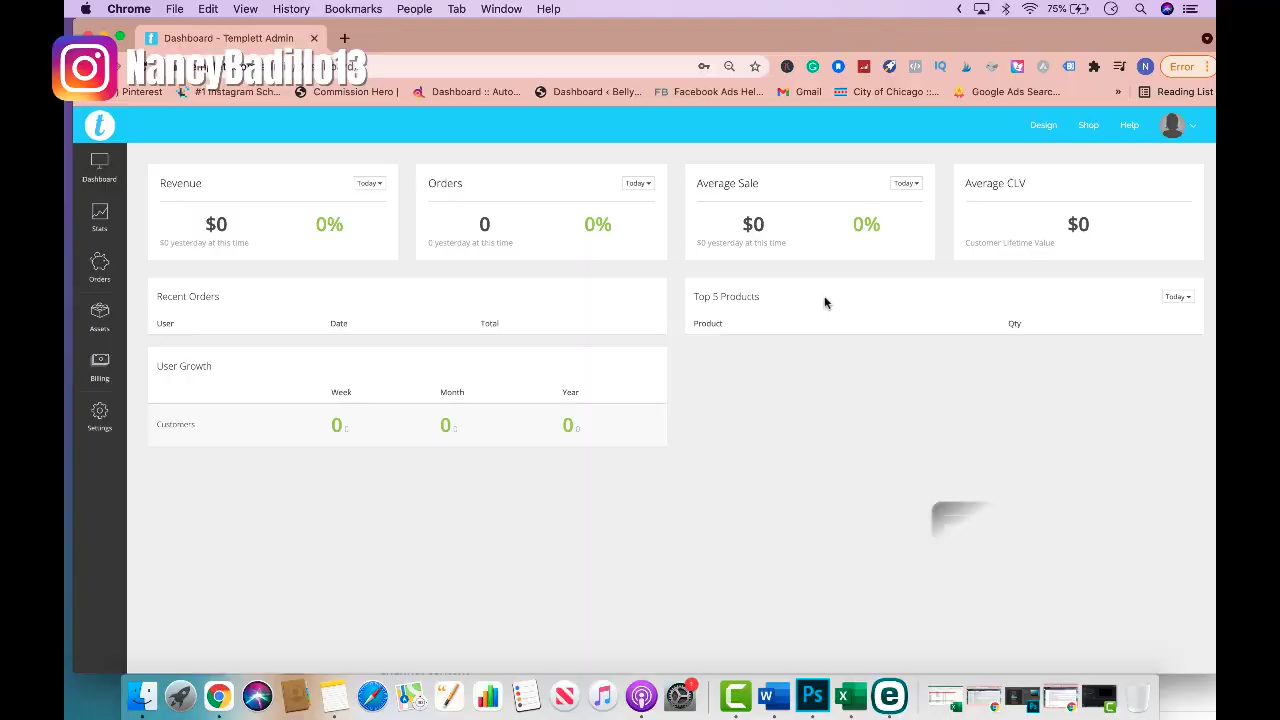 Chrome File Edit View History Bookmarks People Tab Window Help 75%
Dashboard - Templett Admin
NancyBadillo13
Error
Pinterest #1 Instagram Sch... Commission Hero | Dashboard :: Auto... Dashboard ‹ Belly... FB Facebook Ads Hel... Gmail City of Chicago ::... Google Ads Searc... » Reading List
t Design Shop Help
Dashboard
Stats
Orders
Assets
Billing
Settings
Revenue Today
$0 0%
$0 yesterday at this time
Orders Today
0 0%
0 yesterday at this time
Average Sale Today
$0 0%
$0 yesterday at this time
Average CLV
$0
Customer Lifetime Value
Recent Orders
User Date Total
Top 5 Products Today
Product Qty
User Growth
Week Month Year
Customers 0 0 0 0 0 0